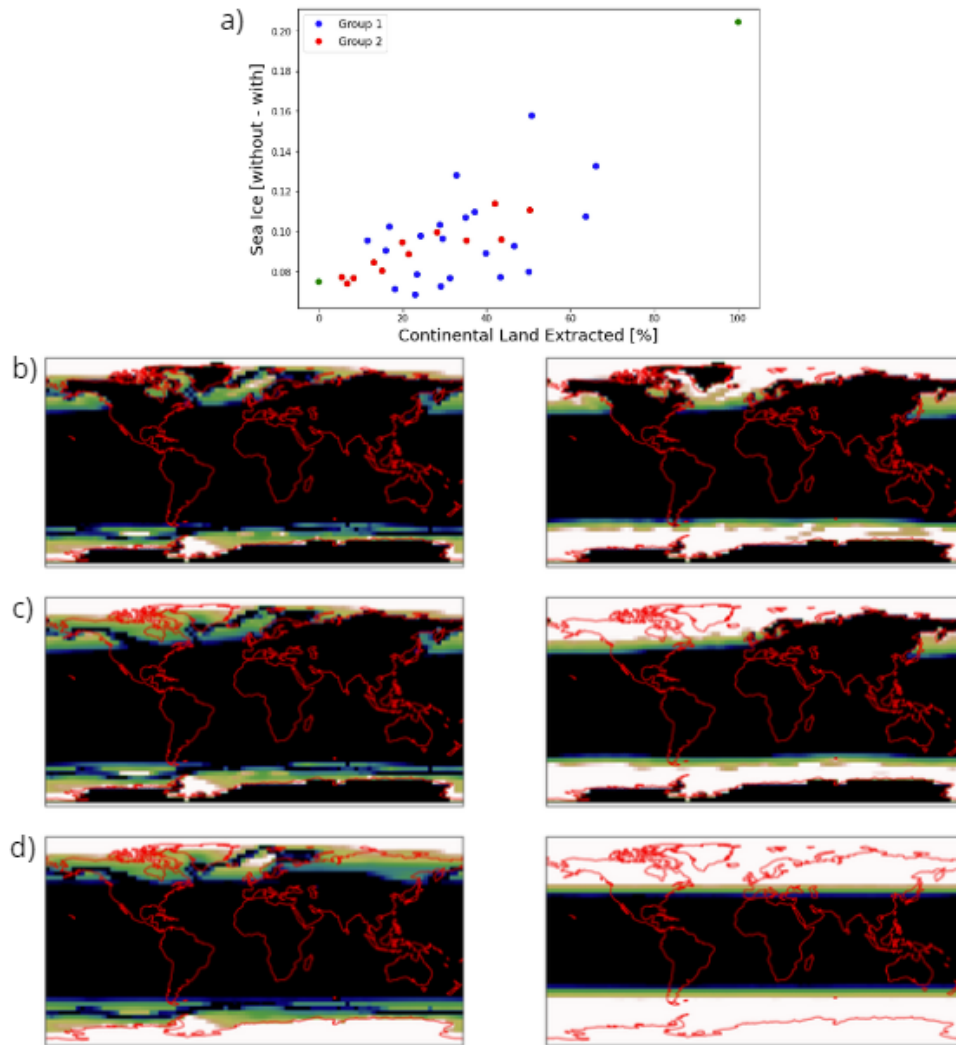 a)
Group 1
Group 2
Sea Ice [without - with]
0.20
0.18
0.16
0.14
0.12
0.10
0.08
0 20 40 60 80 100
Continental Land Extracted [%]
b)
c)
d)